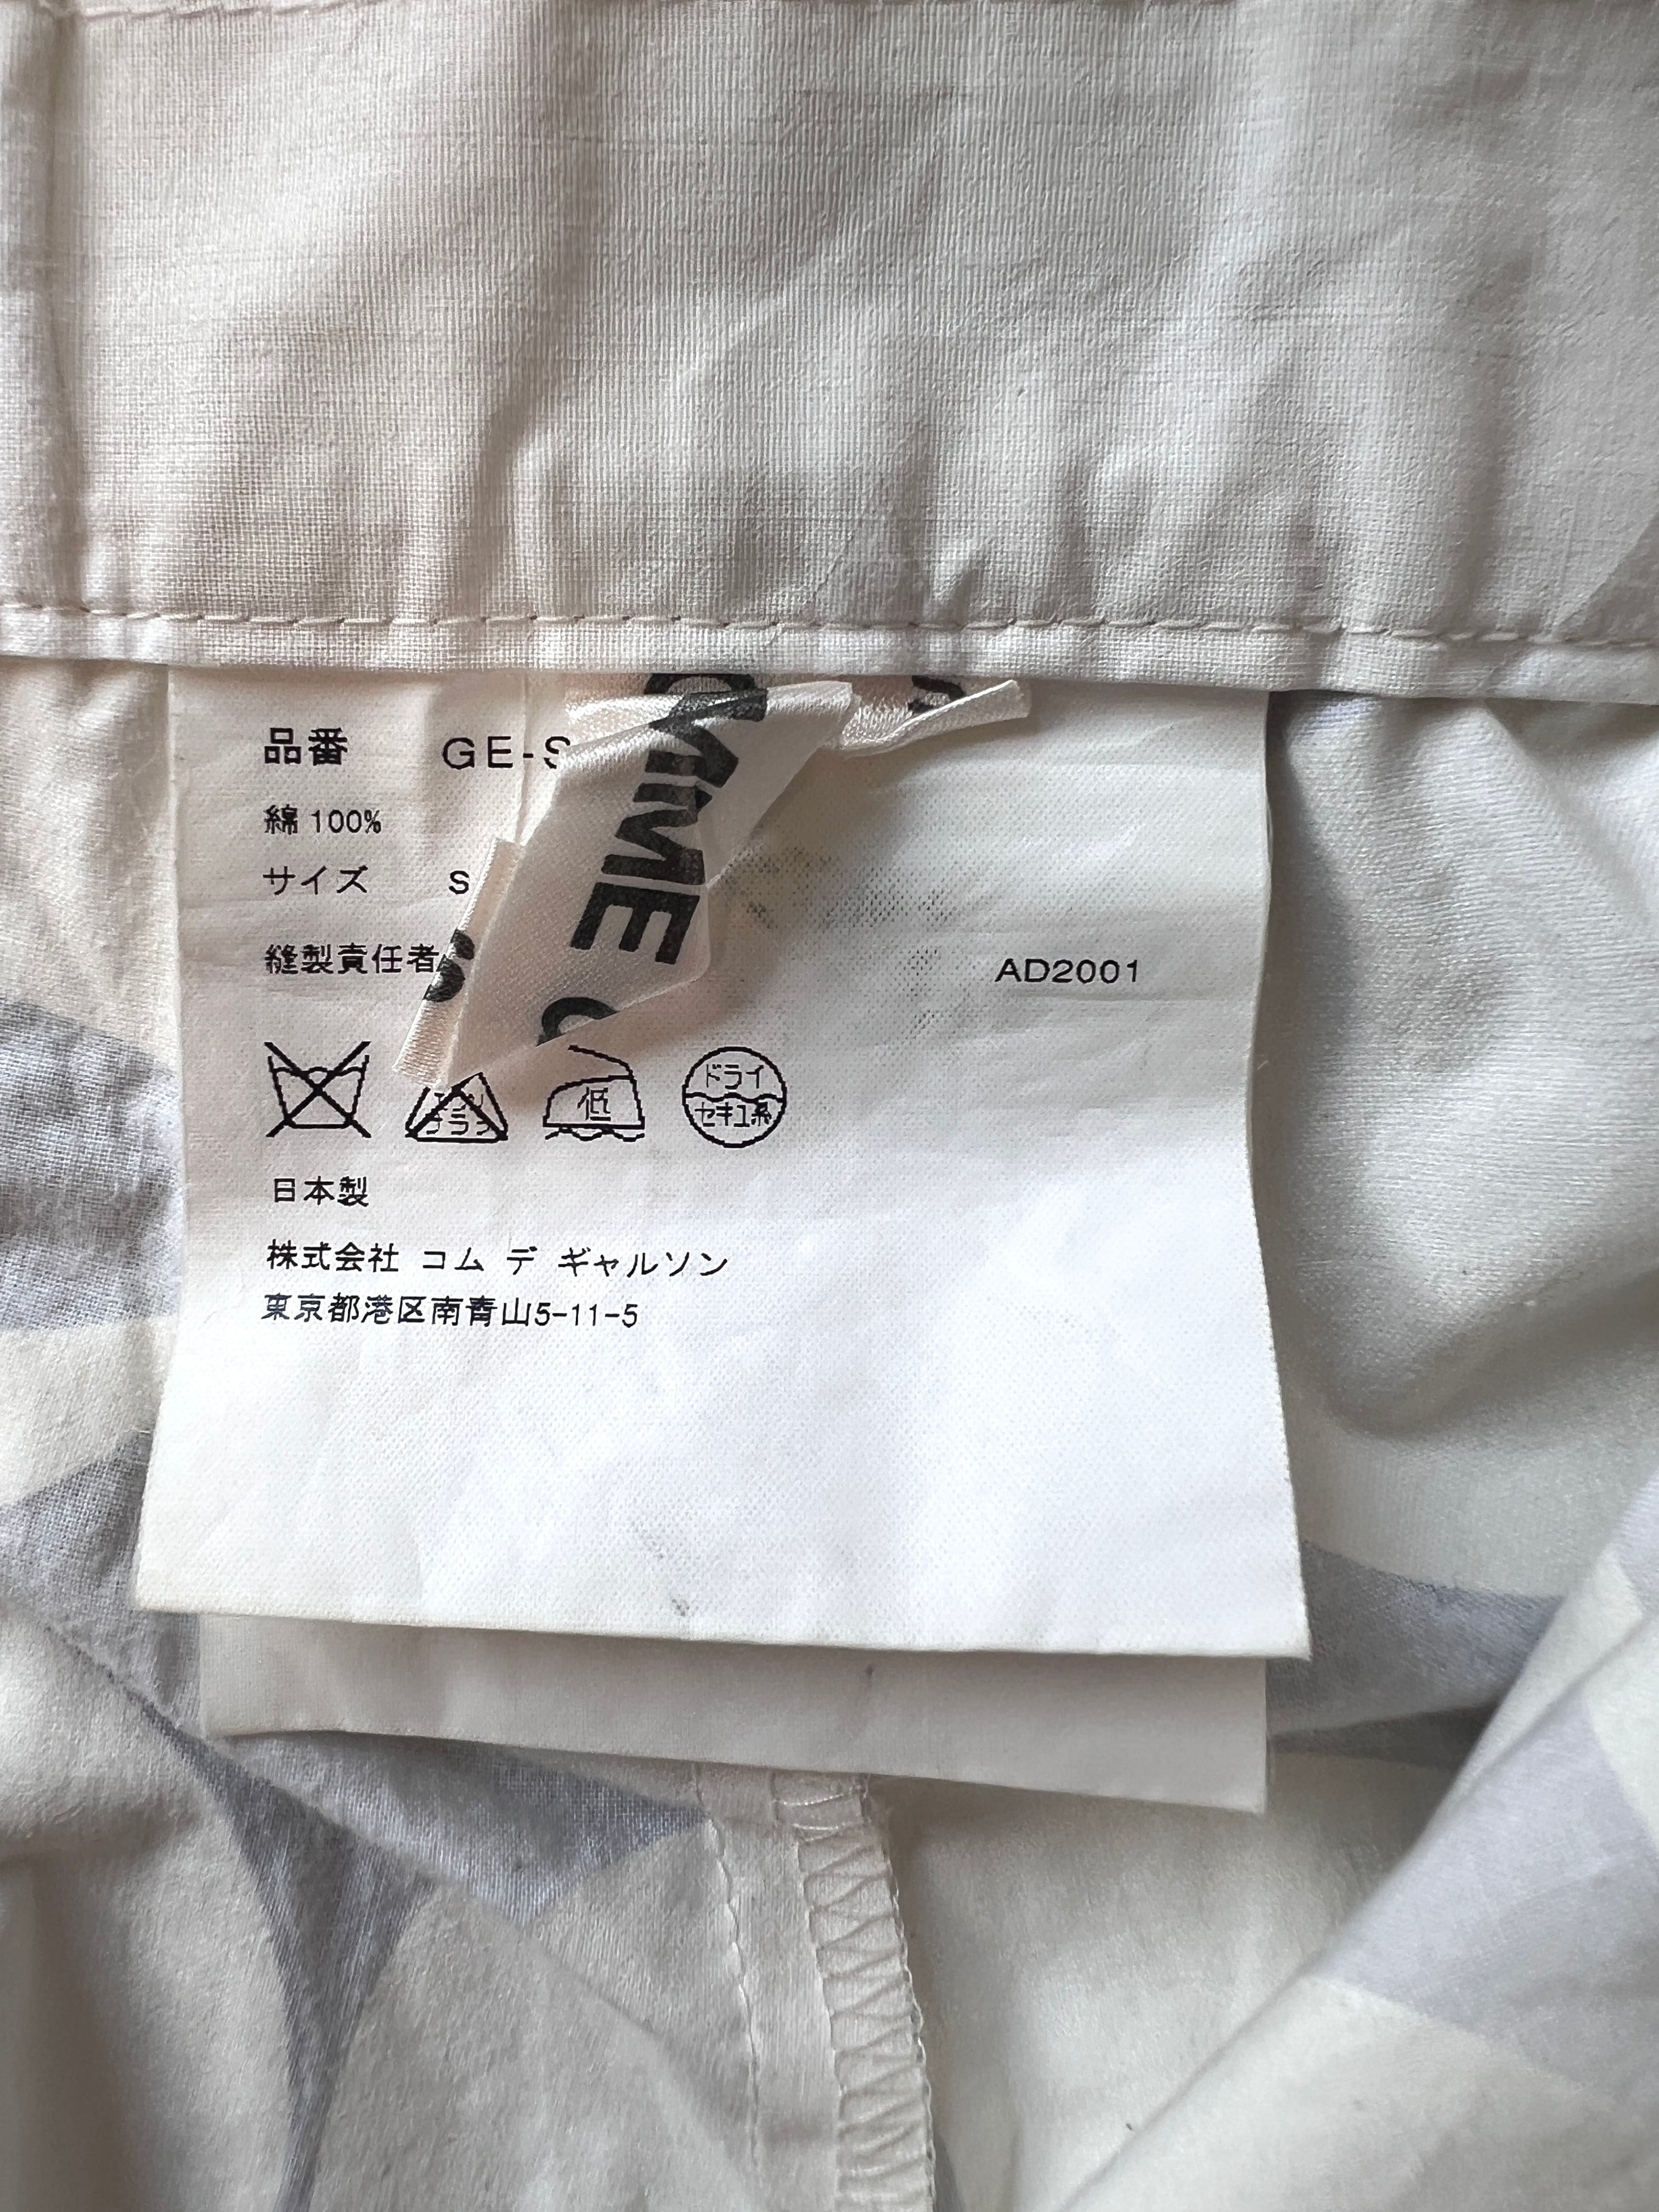 品番 GE-S
綿 100%
サイズ S
縫製責任者
AD2001
低
ドライ
セキユ系
日本製
株式会社 コム デ ギャルソン
東京都港区南青山5-11-5